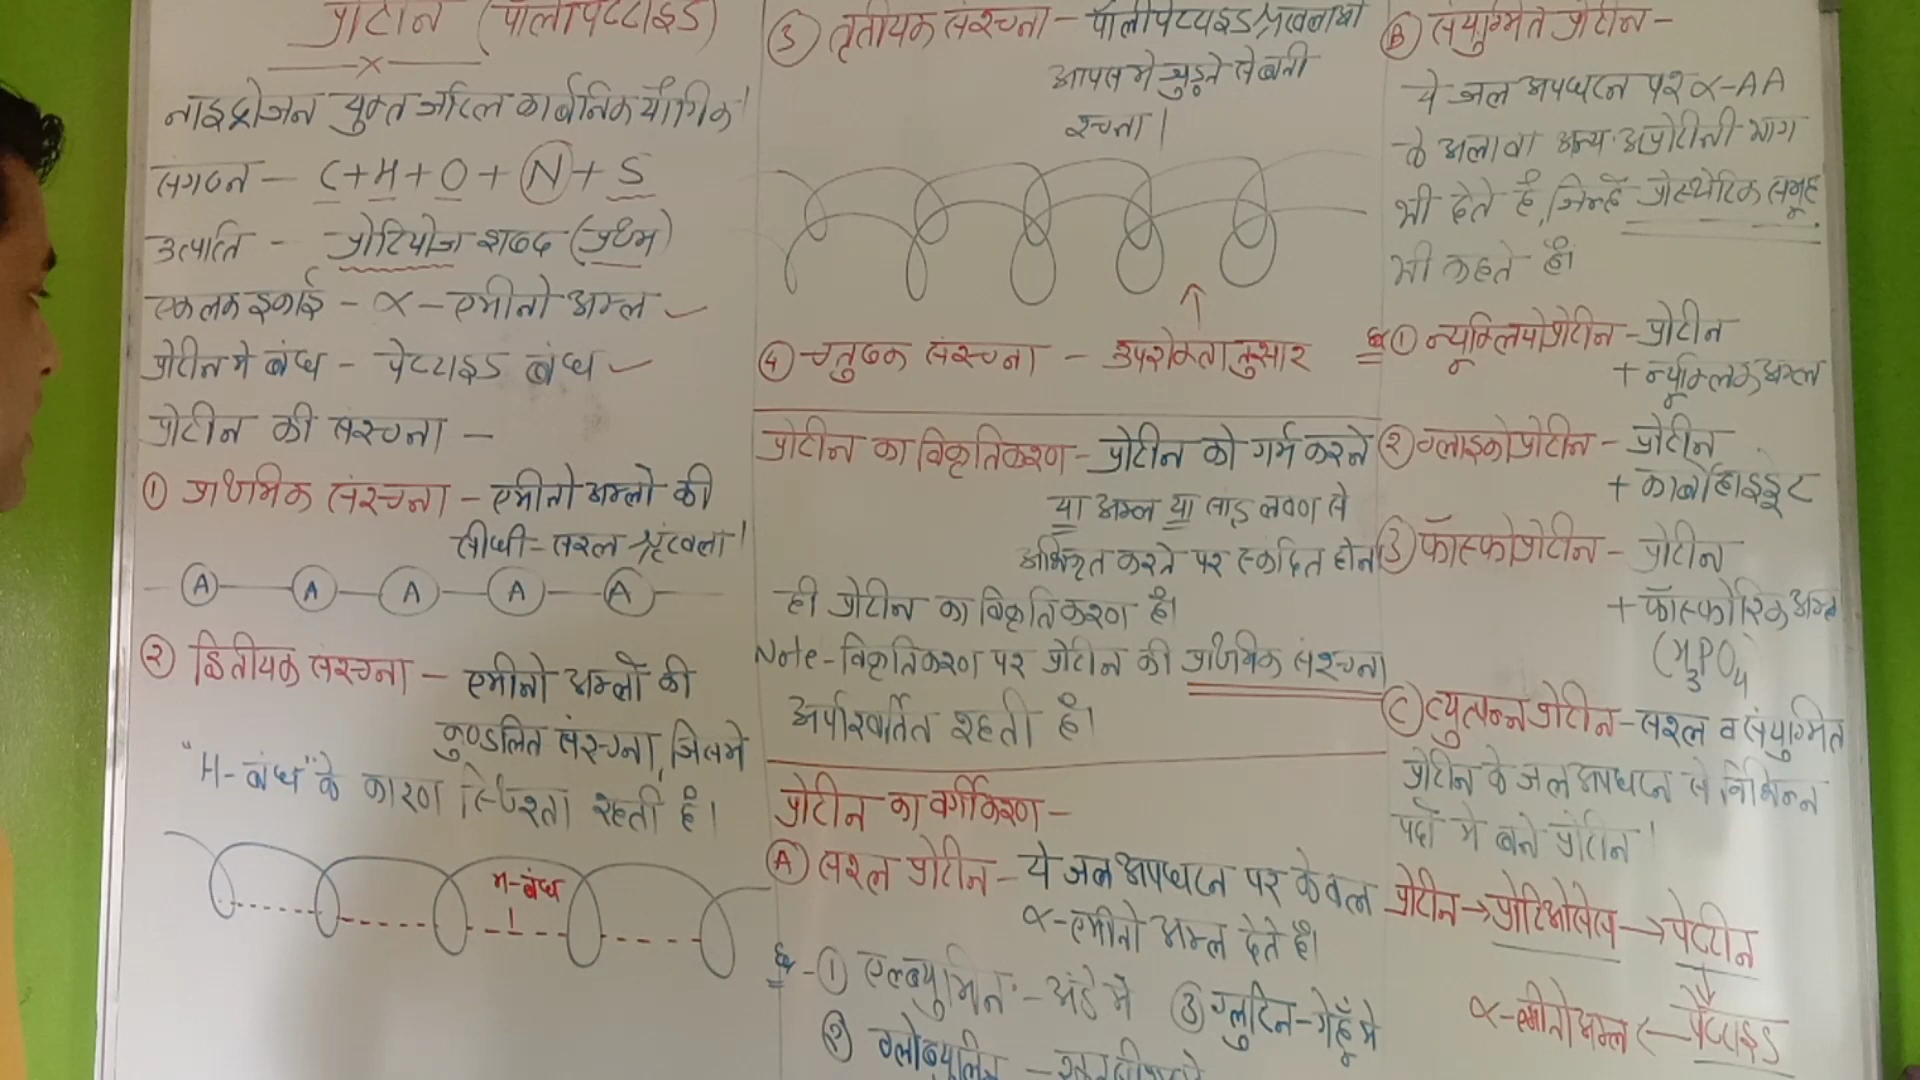 प्रोटीन (पॉलीपेप्टाइड)
नाइट्रोजन युक्त जटिल कार्बनिक यौगिक।
संगठन - C+H+O+N+S
उत्पत्ति - प्रोटियोज शब्द (प्रथम)
एकलक इकाई - α-एमीनो अम्ल
प्रोटीन मे बंध - पेप्टाइड बंध
प्रोटीन की संरचना -
① प्राथमिक संरचना - एमीनो अम्लो की
सीधी-सरल श्रृंखला।
A A A A A
② द्वितीयक संरचना - एमीनो अम्लों की
कुण्डलित संरचना, जिसमे
"H-बंध" के कारण स्थिरता रहती है।
H-बंध
③ तृतीयक संरचना - पॉलीपेप्टाइड श्रृंखलाओ
आपस मे जुड़ने से बनी
रचना।
④ चतुष्क संरचना - उपरोक्तानुसार
प्रोटीन का विकृतिकरण - प्रोटीन को गर्म करने
या अम्ल या सांद्र लवण से
अभिकृत करने पर स्कंदित होना
ही प्रोटीन का विकृतिकरण है।
Note - विकृतिकरण पर प्रोटीन की प्राथमिक संरचना
अपरिवर्तित रहती है।
प्रोटीन का वर्गीकरण -
(A) सरल प्रोटीन - ये जल अपघटन पर केवल
α-एमीनो अम्ल देते है।
① एल्ब्युमिन - अंडे मे ③ ग्लुटिन - गेहूँ मे
② ग्लोब्युलिन -
(B) संयुग्मित प्रोटीन -
ये जल अपघटन पर α-AA
के अलावा अन्य अप्रोटीनी भाग
भी देते है, जिन्हें प्रोस्थेटिक समूह
भी कहते है।
① न्यूक्लियोप्रोटीन - प्रोटीन
+ न्यूक्लिक अम्ल
② ग्लाइकोप्रोटीन - प्रोटीन
+ कार्बोहाइड्रेट
③ फॉस्फोप्रोटीन - प्रोटीन
+ फॉस्फोरिक अम्ल
(H3PO4
(C) व्युत्पन्न प्रोटीन - सरल व संयुग्मित
प्रोटीन के जल अपघटन से विभिन्न
पदों मे बने प्रोटीन।
प्रोटीन → प्रोटिओसेस → पेप्टोन
↓
α-एमीनो अम्ल ← पेप्टाइड